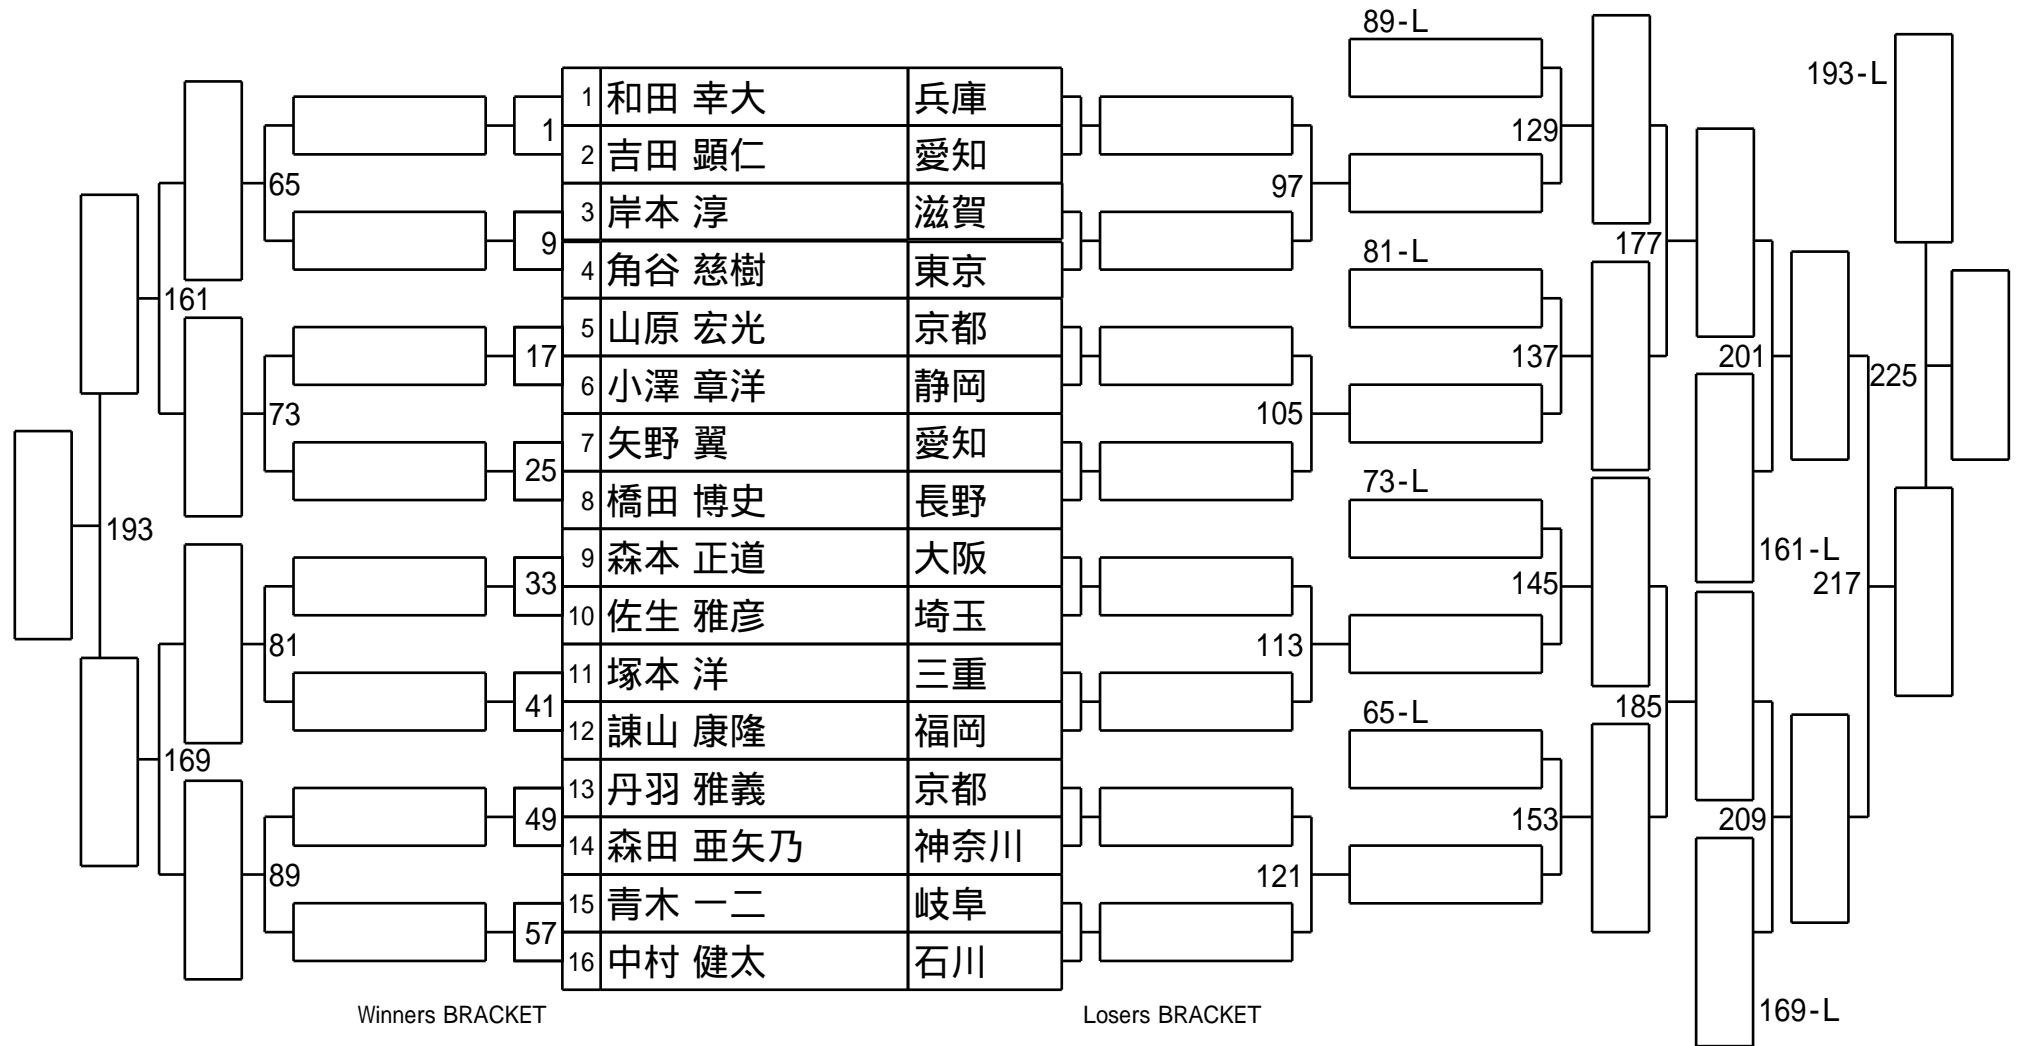 89-L
193-L
1 和田 幸大 兵庫
1 129
2 吉田 顕仁 愛知
65 97
3 岸本 淳 滋賀
9 81-L 177
4 角谷 慈樹 東京
161
5 山原 宏光 京都
17 137 201 225
6 小澤 章洋 静岡
73 105
7 矢野 翼 愛知
25 73-L
8 橋田 博史 長野
193 161-L
9 森本 正道 大阪
33 145 217
10 佐生 雅彦 埼玉
81 113
11 塚本 洋 三重
41 65-L 185
12 諌山 康隆 福岡
169
13 丹羽 雅義 京都
49 153 209
14 森田 亜矢乃 神奈川
89 121
15 青木 一二 岐阜
57
16 中村 健太 石川
Winners BRACKET Losers BRACKET 169-L